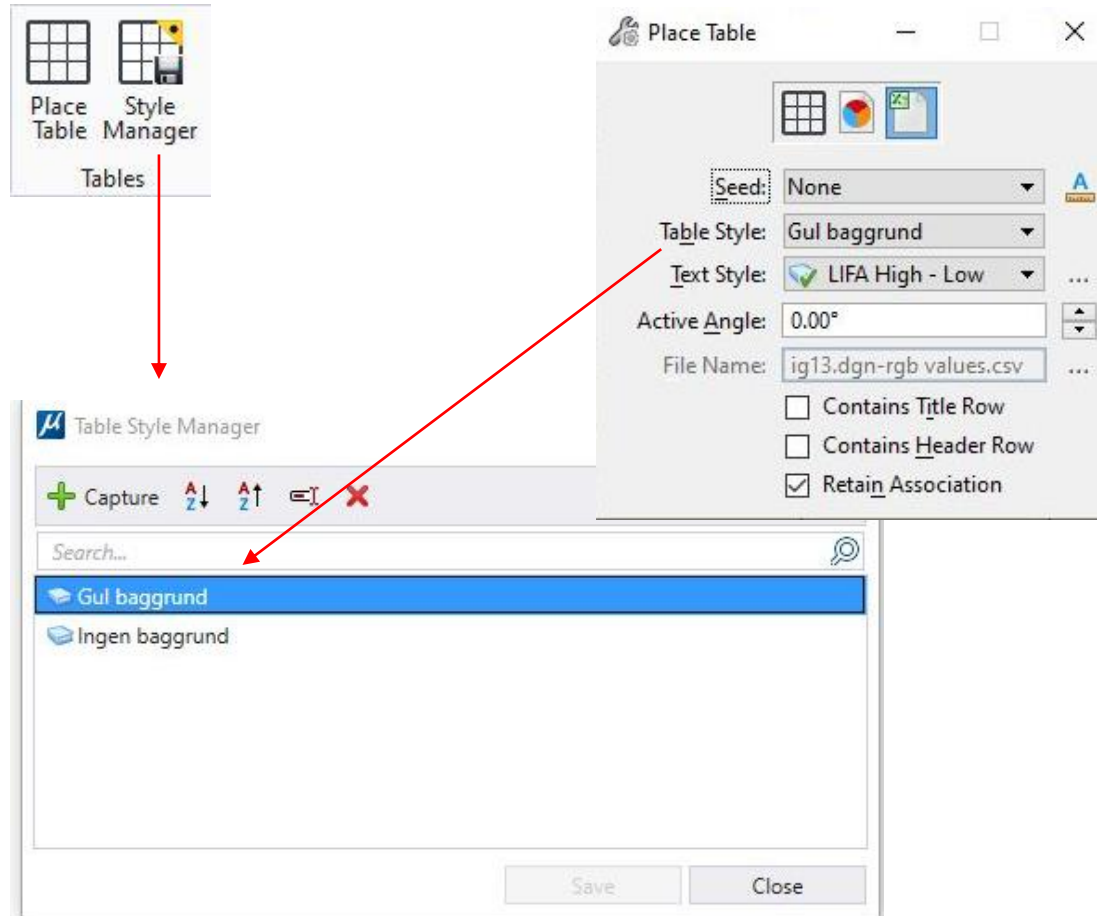 Place Table
Style Manager
Tables
Place Table
Seed: None
Table Style: Gul baggrund
Text Style: LIFA High - Low ...
Active Angle: 0.00°
File Name: ig13.dgn-rgb values.csv ...
Contains Title Row
Contains Header Row
Retain Association
Table Style Manager
Capture
Search...
Gul baggrund
Ingen baggrund
Save Close